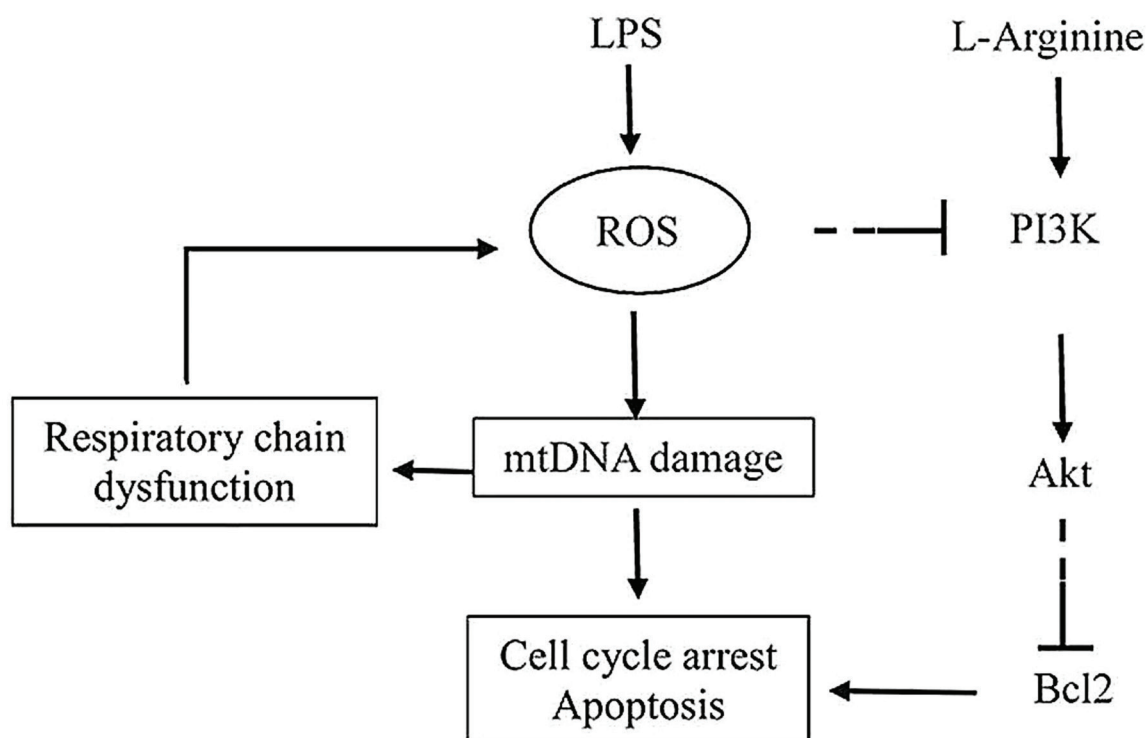 LPS
L-Arginine
ROS
PI3K
Respiratory chain
dysfunction
mtDNA damage
Akt
Cell cycle arrest
Apoptosis
Bcl2